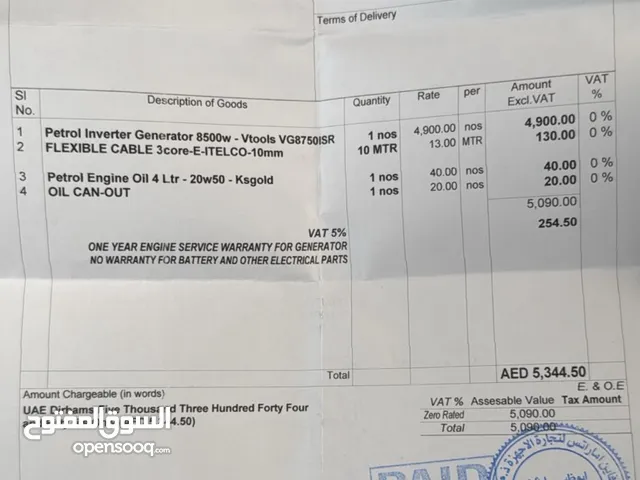 Terms of Delivery
SI No. Description of Goods Quantity Rate per Amount Excl.VAT VAT %
1 Petrol Inverter Generator 8500w - Vtools VG8750ISR 1 nos 4,900.00 nos 4,900.00 0 %
2 FLEXIBLE CABLE 3core-E-ITELCO-10mm 10 MTR 13.00 MTR 130.00 0 %
3 Petrol Engine Oil 4 Ltr - 20w50 - Ksgold 1 nos 40.00 nos 40.00 0 %
4 OIL CAN-OUT 1 nos 20.00 nos 20.00 0 %
5,090.00
VAT 5% 254.50
ONE YEAR ENGINE SERVICE WARRANTY FOR GENERATOR
NO WARRANTY FOR BATTERY AND OTHER ELECTRICAL PARTS
Total AED 5,344.50
Amount Chargeable (in words) E. & O.E
UAE Dirhams Five Thousand Three Hundred Forty Four
VAT % Assesable Value Tax Amount
Zero Rated 5,090.00
Total 5,090.00
السوق المفتوح
opensooq.com
PAID